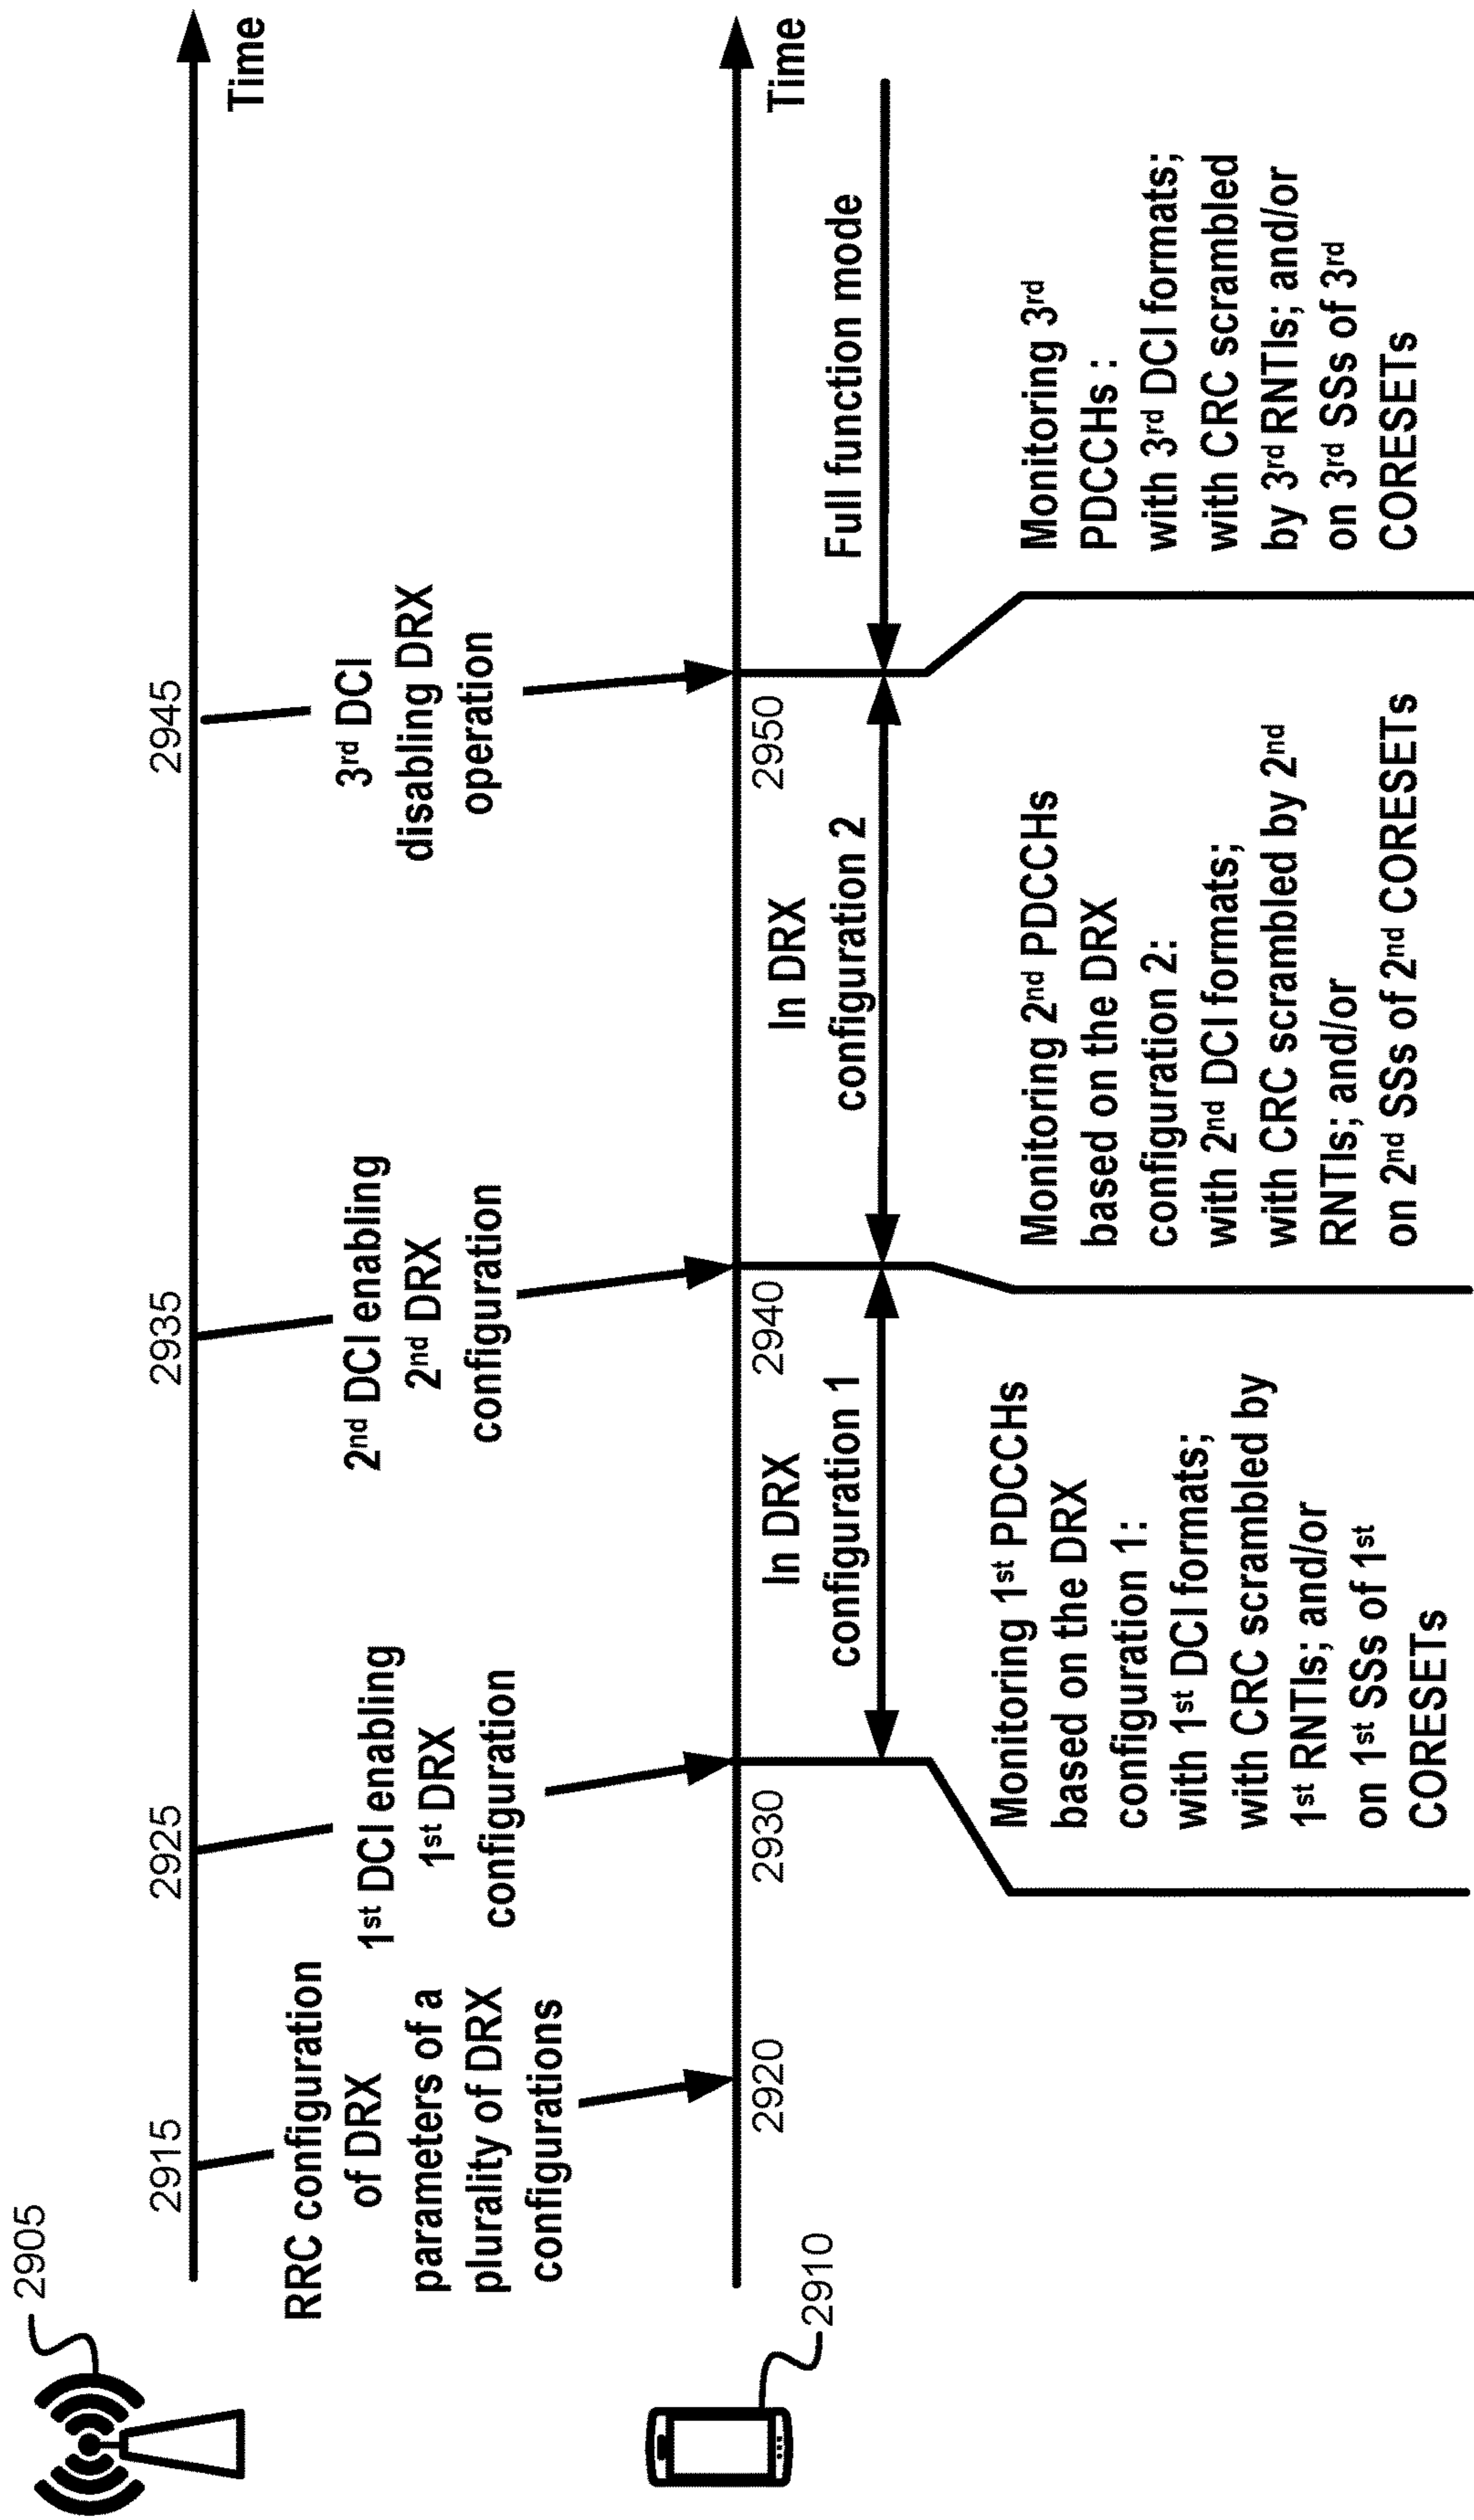 2905
2915
2925
2935
2945
Time
RRC configuration
of DRX
parameters of a
plurality of DRX
configurations
1st DCI enabling
1st DRX
configuration
2nd DCI enabling
2nd DRX
configuration
3rd DCI
disabling DRX
operation
2910
2920
2930
2940
2950
Time
In DRX
configuration 1
In DRX
configuration 2
Full function mode
Monitoring 1st PDCCHs
based on the DRX
configuration 1:
with 1st DCI formats;
with CRC scrambled by
1st RNTIs; and/or
on 1st SSs of 1st
CORESETs
Monitoring 2nd PDCCHs
based on the DRX
configuration 2:
with 2nd DCI formats;
with CRC scrambled by 2nd
RNTIs; and/or
on 2nd SSs of 2nd CORESETs
Monitoring 3rd
PDCCHs :
with 3rd DCI formats;
with CRC scrambled
by 3rd RNTIs; and/or
on 3rd SSs of 3rd
CORESETs